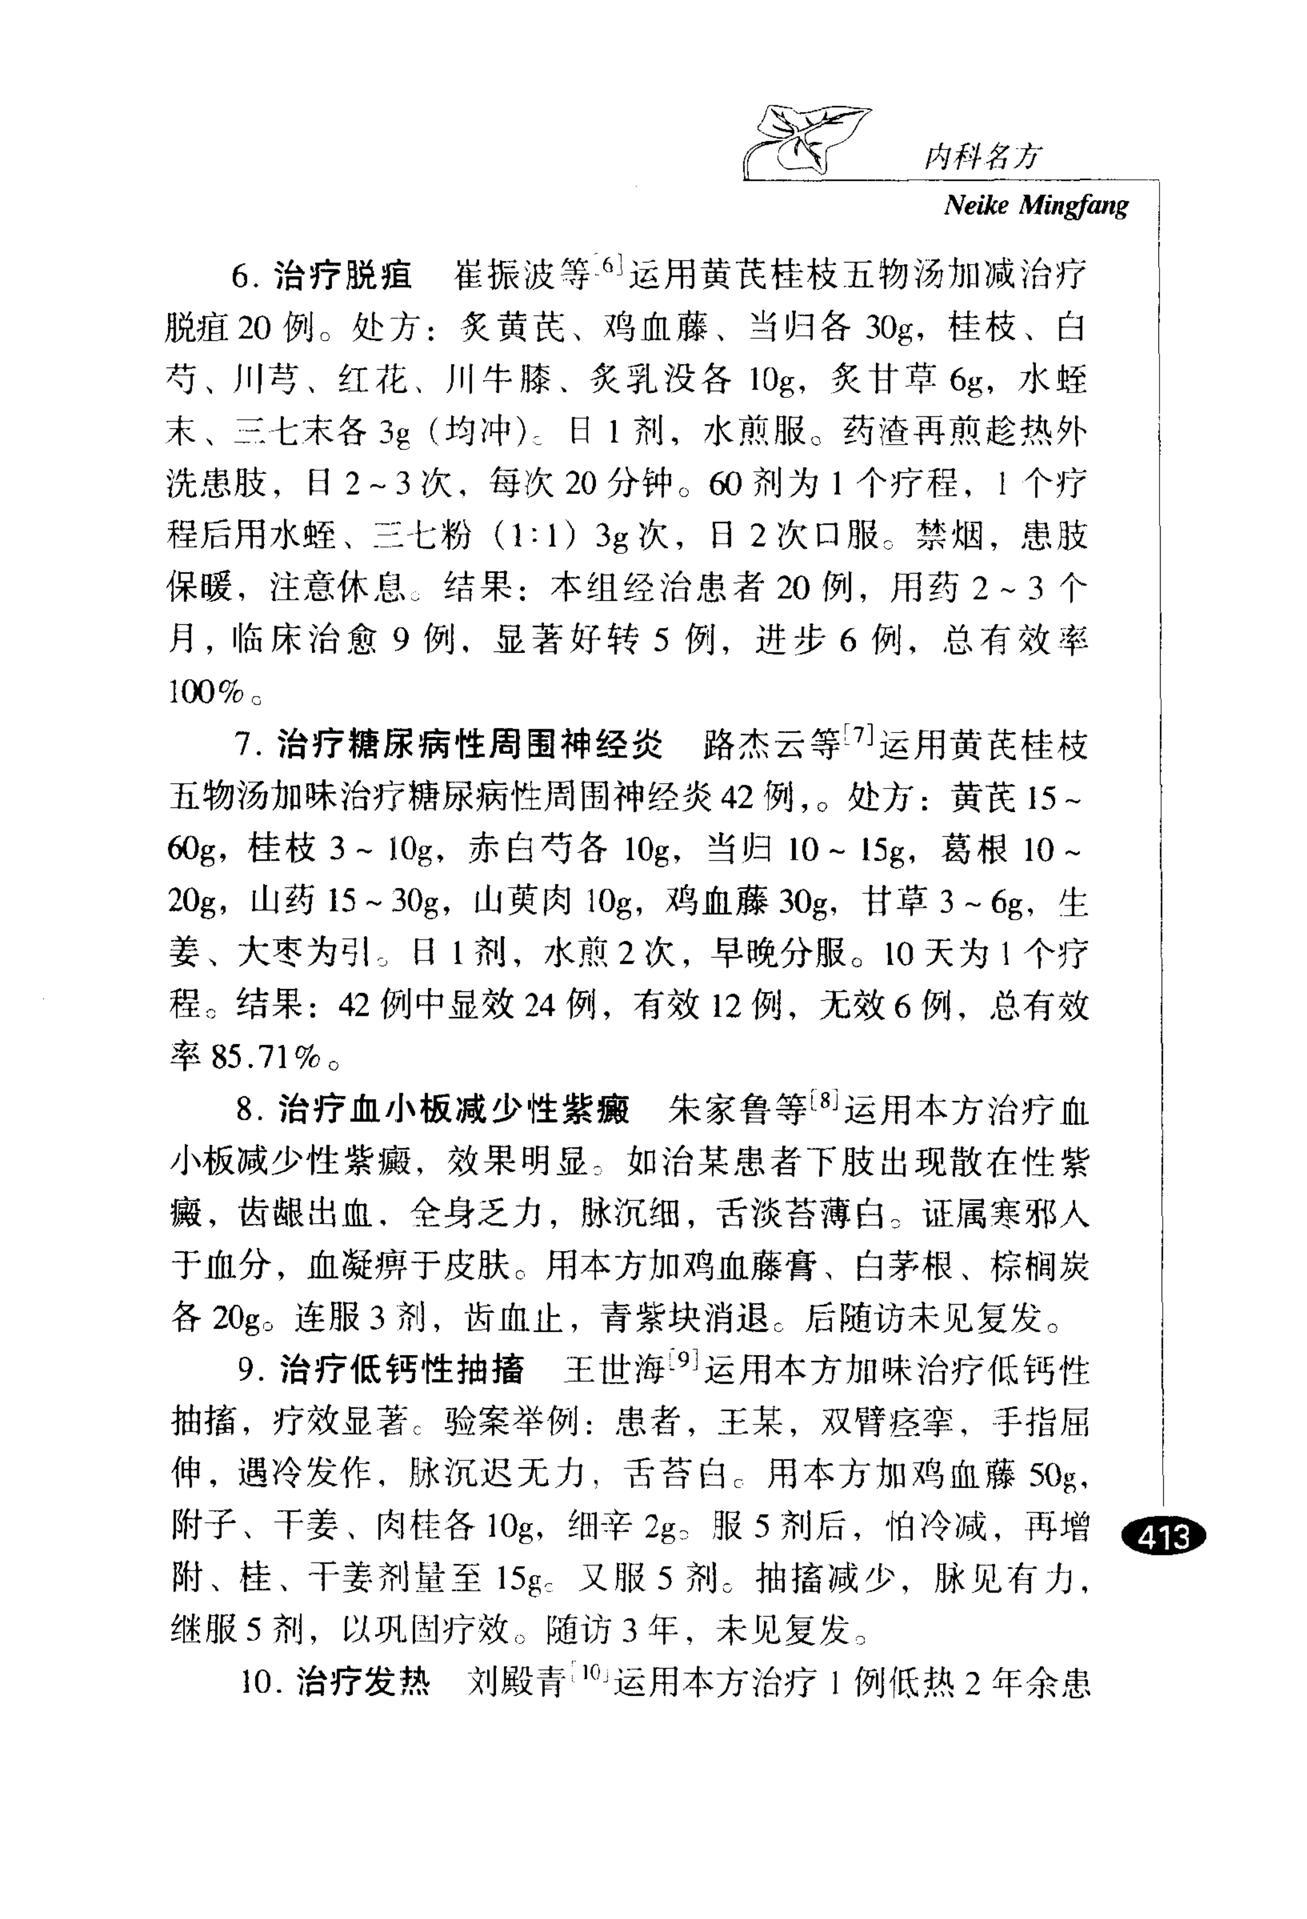 内科名方
Neike Mingfang
6. 治疗脱疽　崔振波等[6]运用黄芪桂枝五物汤加减治疗
脱疽 20 例。处方：炙黄芪、鸡血藤、当归各 30g，桂枝、白
芍、川芎、红花、川牛膝、炙乳没各 10g，炙甘草 6g，水蛭
末、三七末各 3g（均冲）。日 1 剂，水煎服。药渣再煎趁热外
洗患肢，日 2～3 次，每次 20 分钟。60 剂为 1 个疗程，1 个疗
程后用水蛭、三七粉（1∶1）3g 次，日 2 次口服。禁烟，患肢
保暖，注意休息。结果：本组经治患者 20 例，用药 2～3 个
月，临床治愈 9 例，显著好转 5 例，进步 6 例，总有效率
100%。
7. 治疗糖尿病性周围神经炎　路杰云等[7]运用黄芪桂枝
五物汤加味治疗糖尿病性周围神经炎 42 例，。处方：黄芪 15～
60g，桂枝 3～10g，赤白芍各 10g，当归 10～15g，葛根 10～
20g，山药 15～30g，山萸肉 10g，鸡血藤 30g，甘草 3～6g，生
姜、大枣为引。日 1 剂，水煎 2 次，早晚分服。10 天为 1 个疗
程。结果：42 例中显效 24 例，有效 12 例，无效 6 例，总有效
率 85.71%。
8. 治疗血小板减少性紫癜　朱家鲁等[8]运用本方治疗血
小板减少性紫癜，效果明显。如治某患者下肢出现散在性紫
癜，齿龈出血，全身乏力，脉沉细，舌淡苔薄白。证属寒邪入
于血分，血凝痹于皮肤。用本方加鸡血藤膏、白茅根、棕榈炭
各 20g。连服 3 剂，齿血止，青紫块消退。后随访未见复发。
9. 治疗低钙性抽搐　王世海[9]运用本方加味治疗低钙性
抽搐，疗效显著。验案举例：患者，王某，双臂痉挛，手指屈
伸，遇冷发作，脉沉迟无力，舌苔白。用本方加鸡血藤 50g，
附子、干姜、肉桂各 10g，细辛 2g。服 5 剂后，怕冷减，再增
附、桂、干姜剂量至 15g。又服 5 剂。抽搐减少，脉见有力，
继服 5 剂，以巩固疗效。随访 3 年，未见复发。
413
10. 治疗发热　刘殿青[10]运用本方治疗 1 例低热 2 年余患